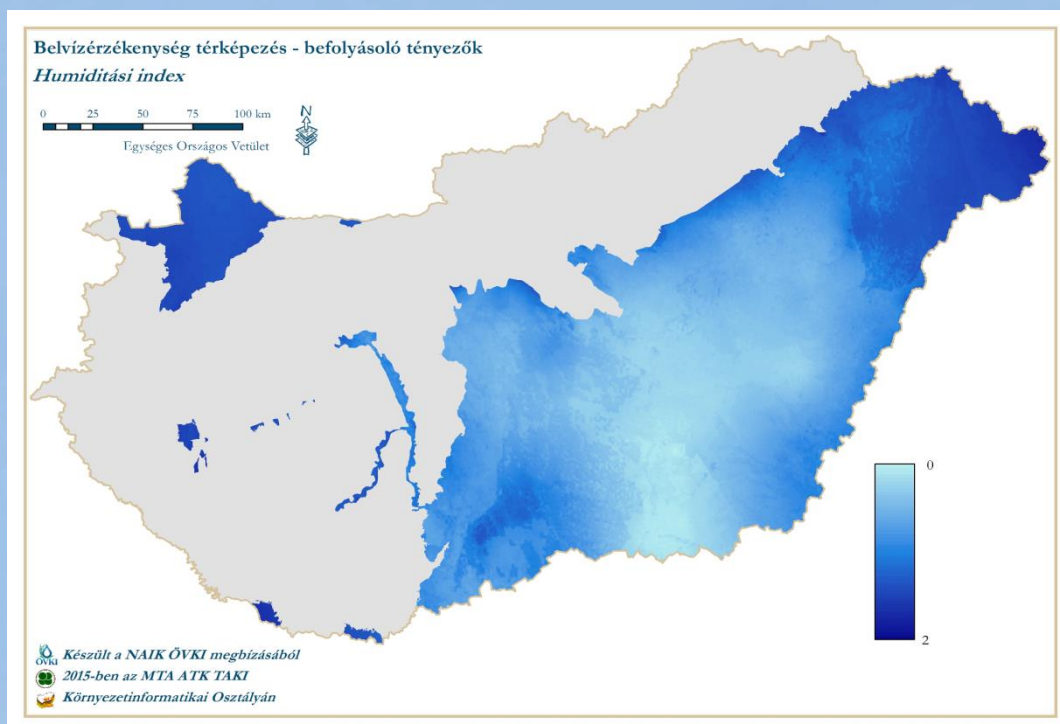 Belvízérzékenység térképezés - befolyásoló tényezők
Humiditási index
0 25 50 75 100 km
N
Egységes Országos Vetület
0
2
ÖVKI
Készült a NAIK ÖVKI megbízásából
2015-ben az MTA ATK TAKI
Környezetinformatikai Osztályán